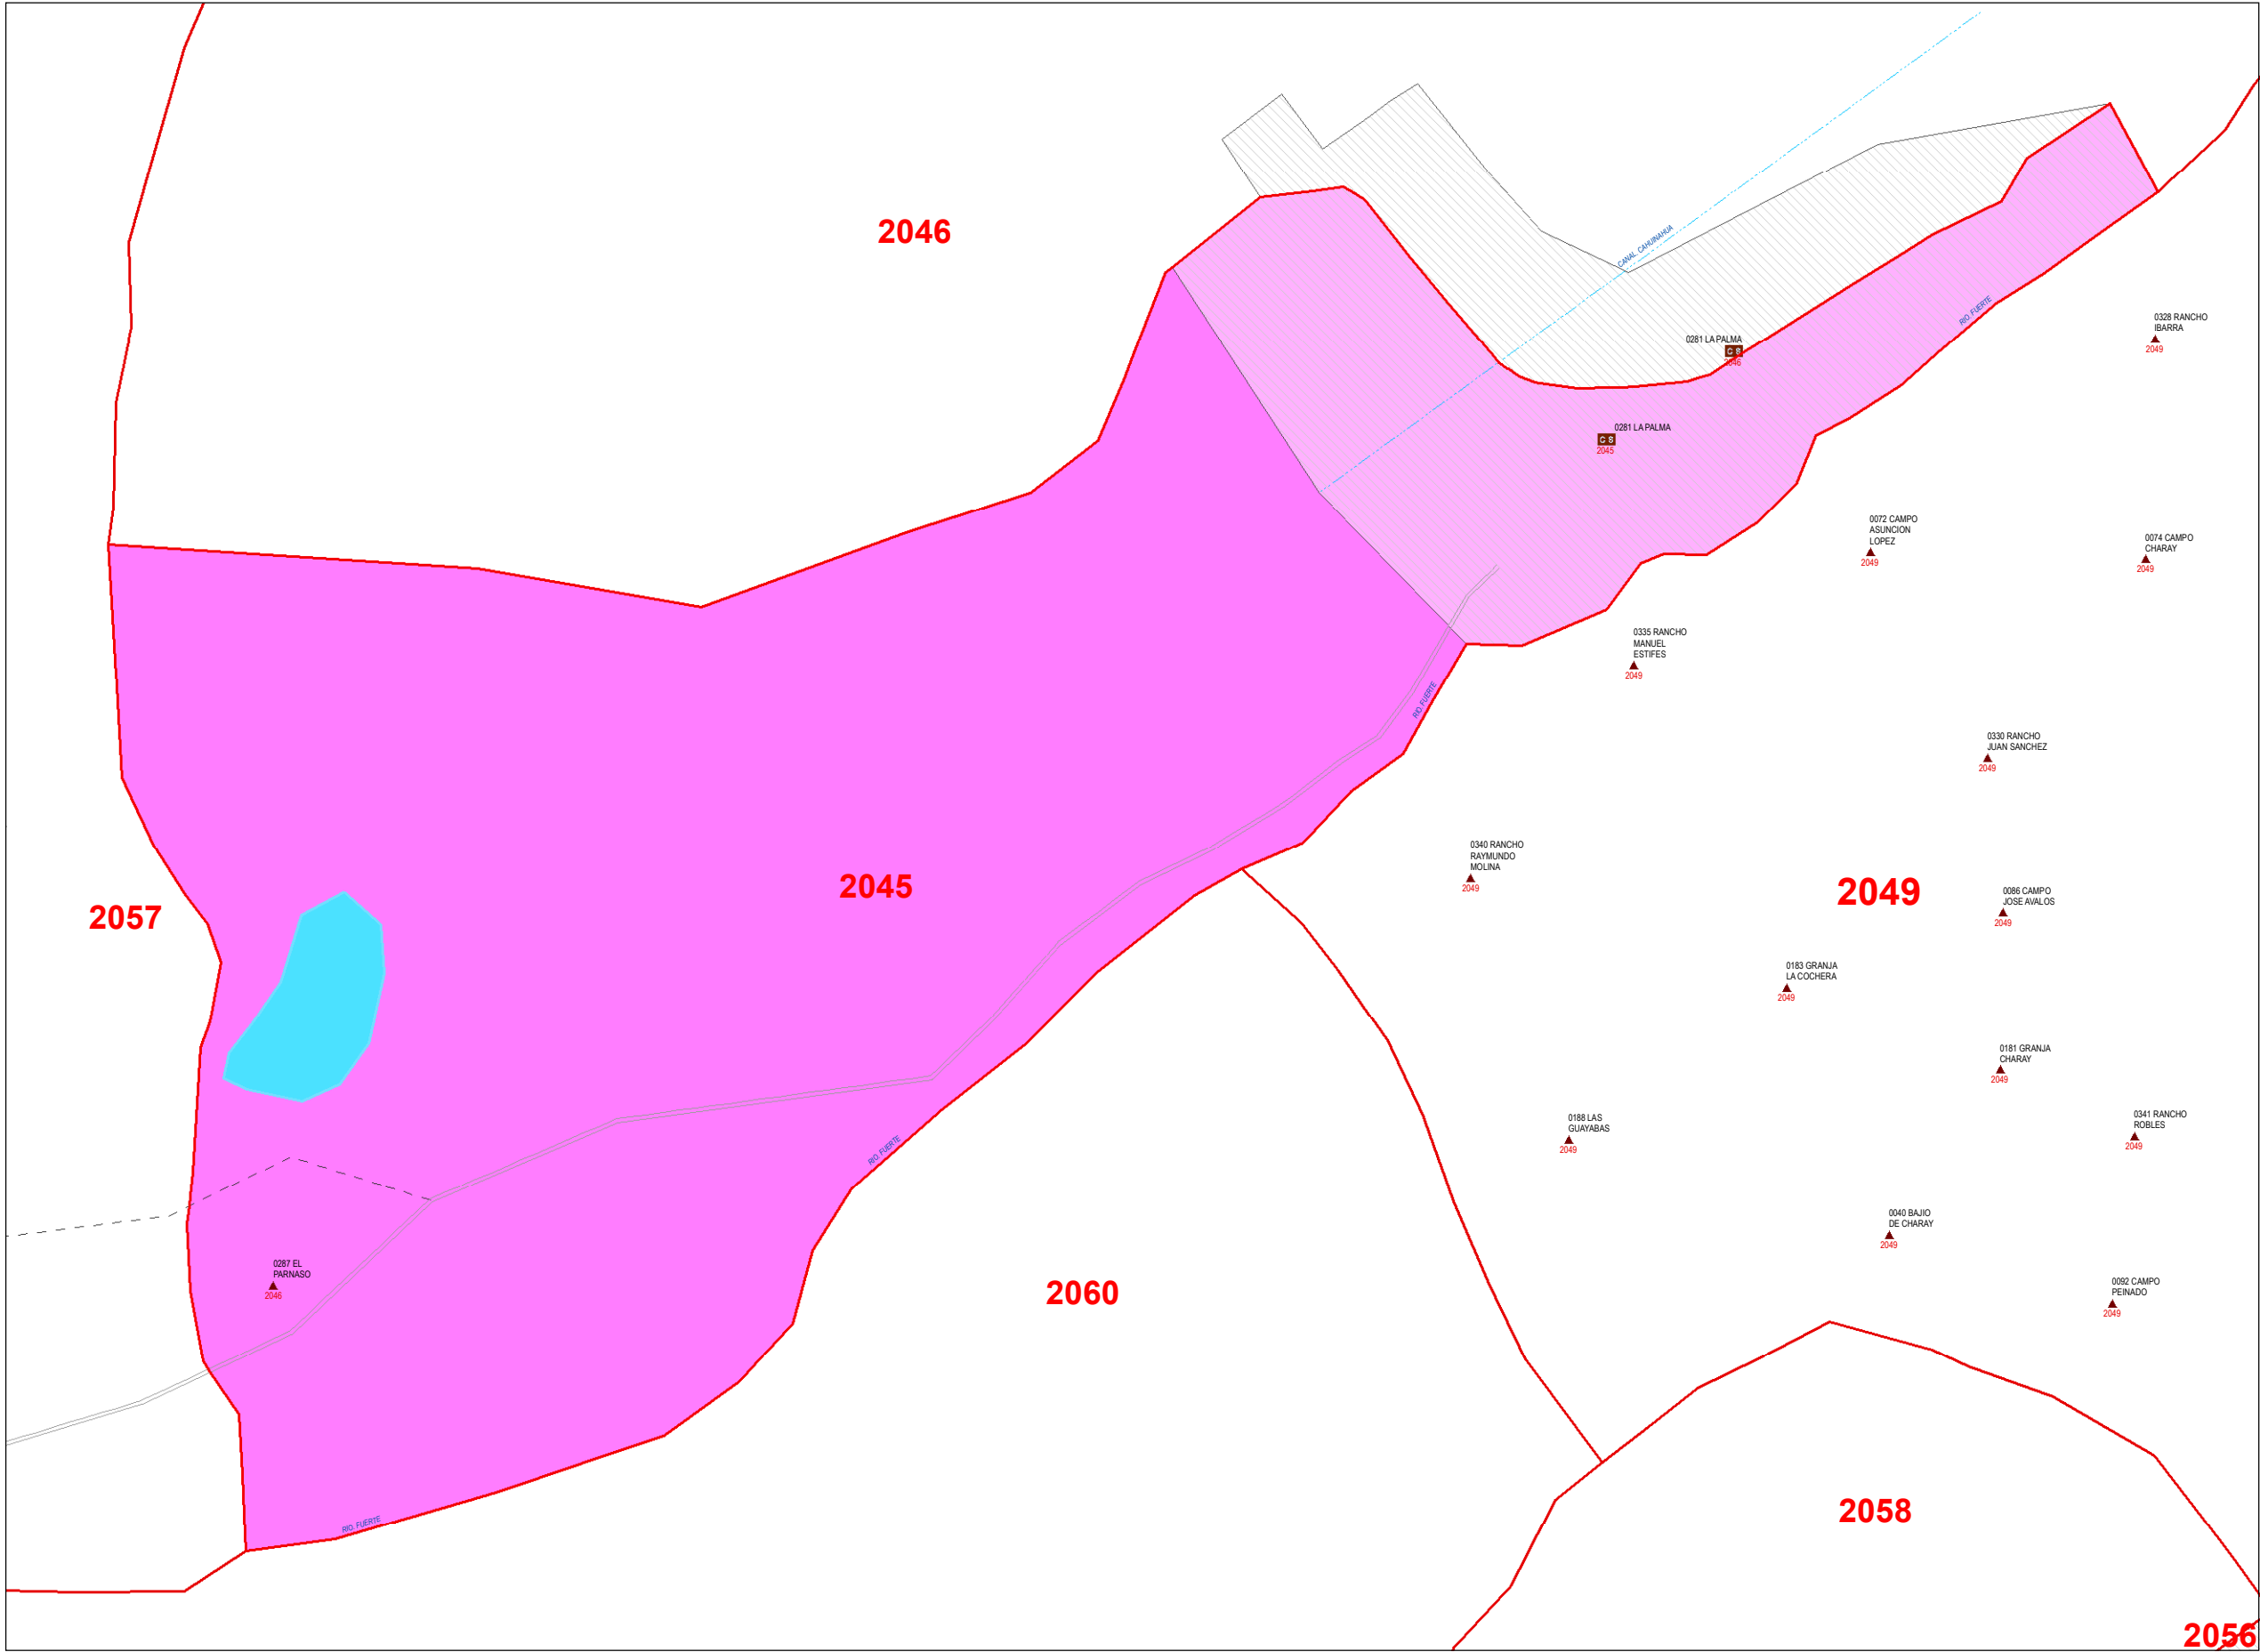 2046
CANAL. CAHUINAHUA
RIO. FUERTE
0328 RANCHO
IBARRA
2049
0281 LA PALMA
C S
2046
0281 LA PALMA
C S
2045
0072 CAMPO
ASUNCION
LOPEZ
2049
0074 CAMPO
CHARAY
2049
0335 RANCHO
MANUEL
ESTIFES
2049
RIO. FUERTE
0330 RANCHO
JUAN SANCHEZ
2049
0340 RANCHO
RAYMUNDO
MOLINA
2049
2045
2049
0086 CAMPO
JOSE AVALOS
2049
2057
0183 GRANJA
LA COCHERA
2049
0181 GRANJA
CHARAY
2049
0188 LAS
GUAYABAS
2049
0341 RANCHO
ROBLES
2049
RIO. FUERTE
0040 BAJIO
DE CHARAY
2049
0287 EL
PARNASO
2046
2060
0092 CAMPO
PEINADO
2049
2058
RIO. FUERTE
2056